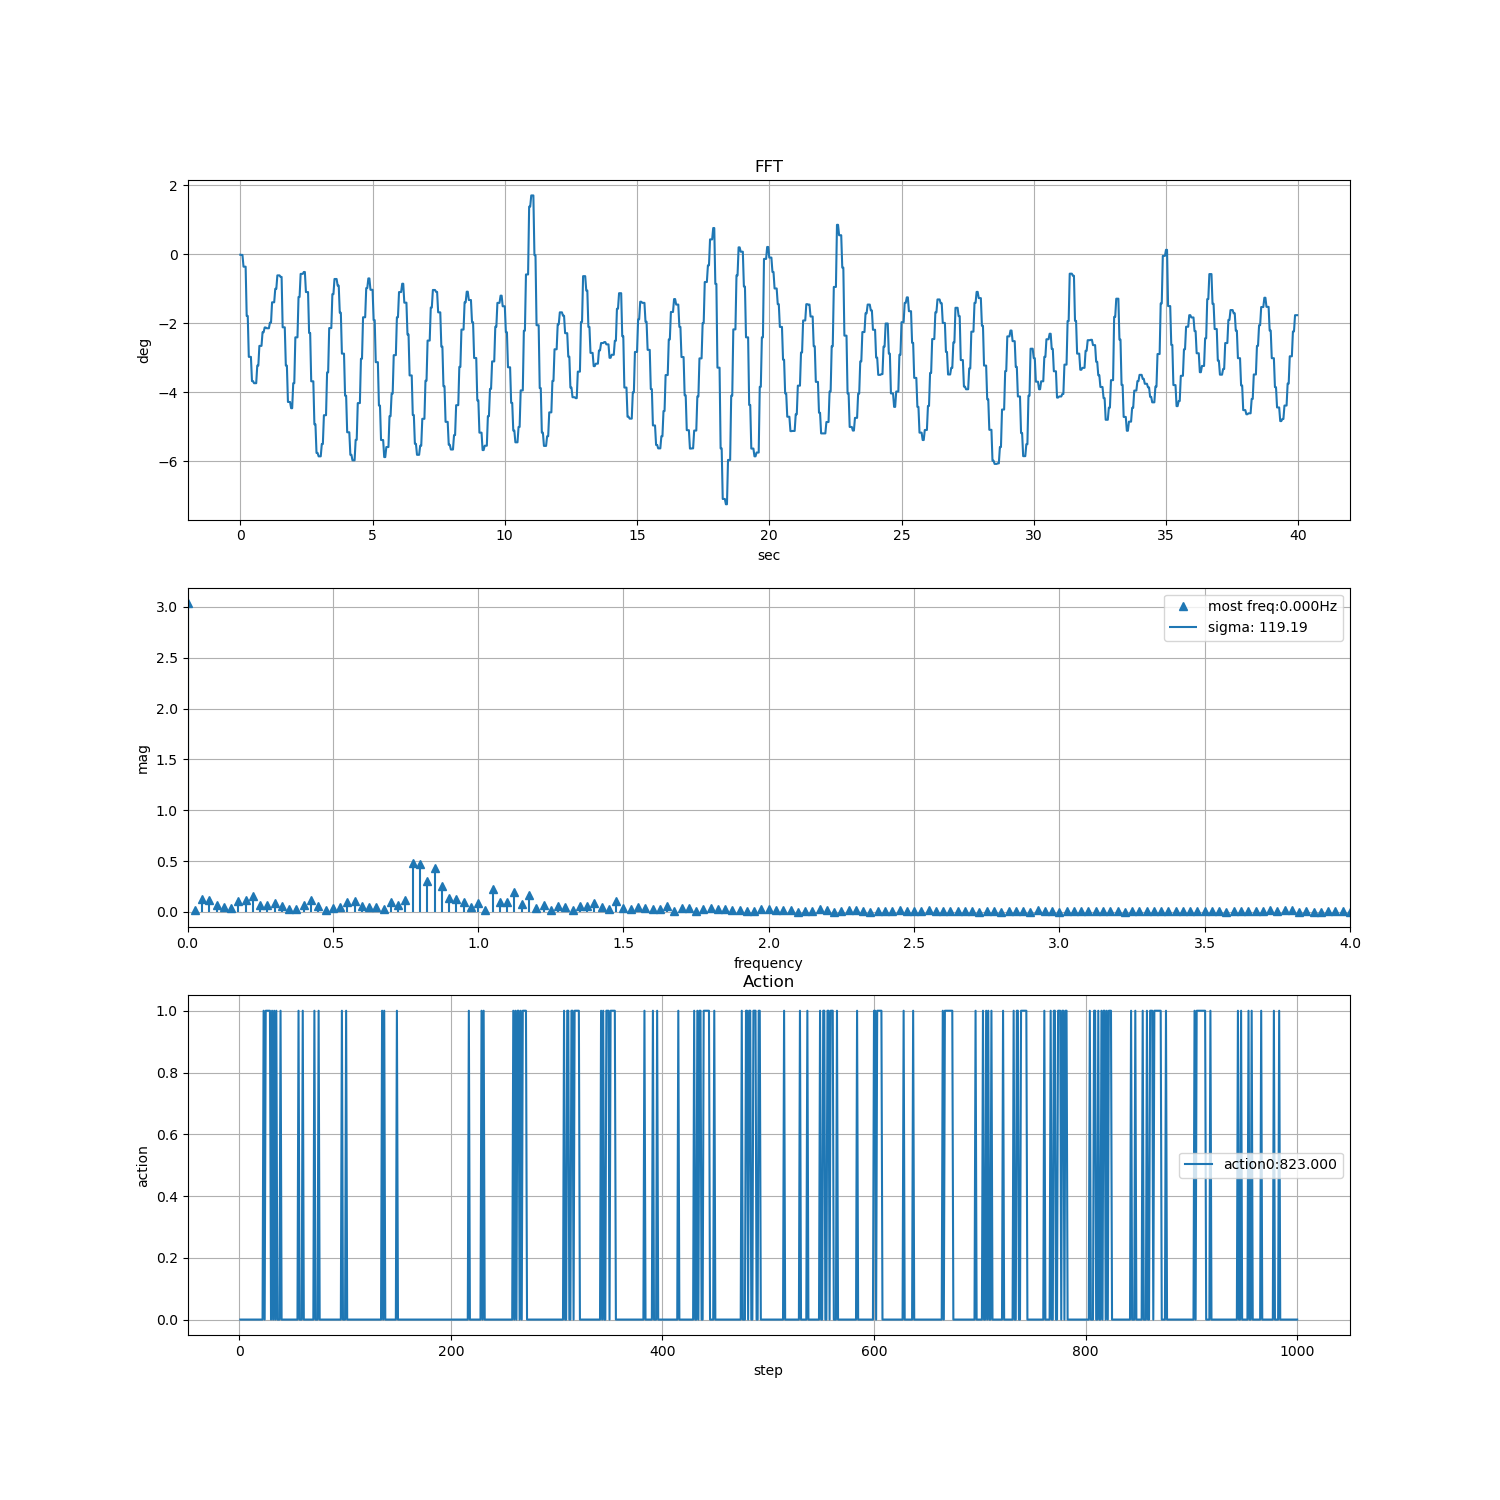 FFT
2
0
−2
−4
−6
deg
0 5 10 15 20 25 30 35 40
sec
3.0
2.5
2.0
1.5
1.0
0.5
0.0
mag
most freq:0.000Hz
sigma: 119.19
0.0 0.5 1.0 1.5 2.0 2.5 3.0 3.5 4.0
frequency
Action
1.0
0.8
0.6
0.4
0.2
0.0
action
action0:823.000
0 200 400 600 800 1000
step